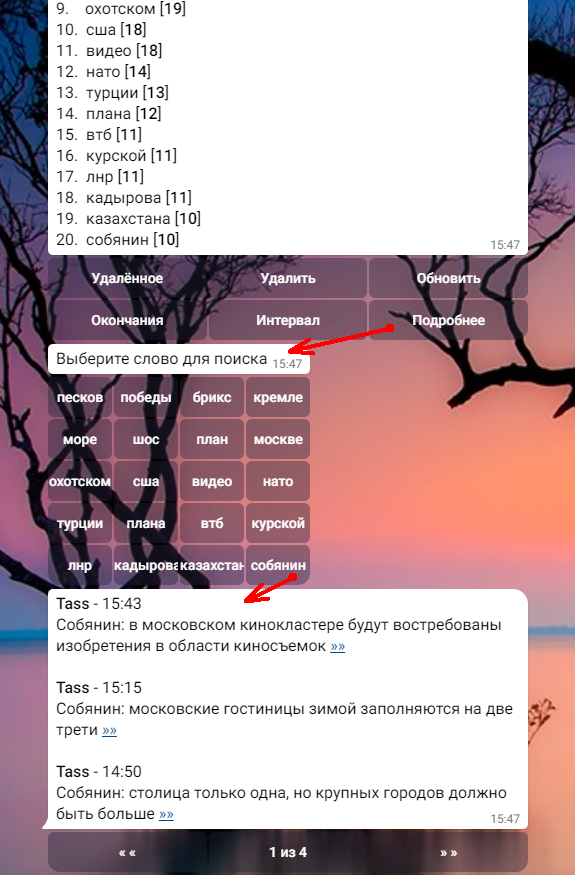 9. охотском [19]
10. сша [18]
11. видео [18]
12. нато [14]
13. турции [13]
14. плана [12]
15. втб [11]
16. курской [11]
17. лнр [11]
18. кадырова [11]
19. казахстана [10]
20. собянин [10]
15:47
Удалённое Удалить Обновить
Окончания Интервал Подробнее
Выберите слово для поиска 15:47
песков победы брикс кремле
море шос план москве
охотском сша видео нато
турции плана втб курской
лнр кадырова казахстан собянин
Tass - 15:43
Собянин: в московском кинокластере будут востребованы
изобретения в области киносъемок »»
Tass - 15:15
Собянин: московские гостиницы зимой заполняются на две
трети »»
Tass - 14:50
Собянин: столица только одна, но крупных городов должно
быть больше »»
15:47
« « 1 из 4 » »